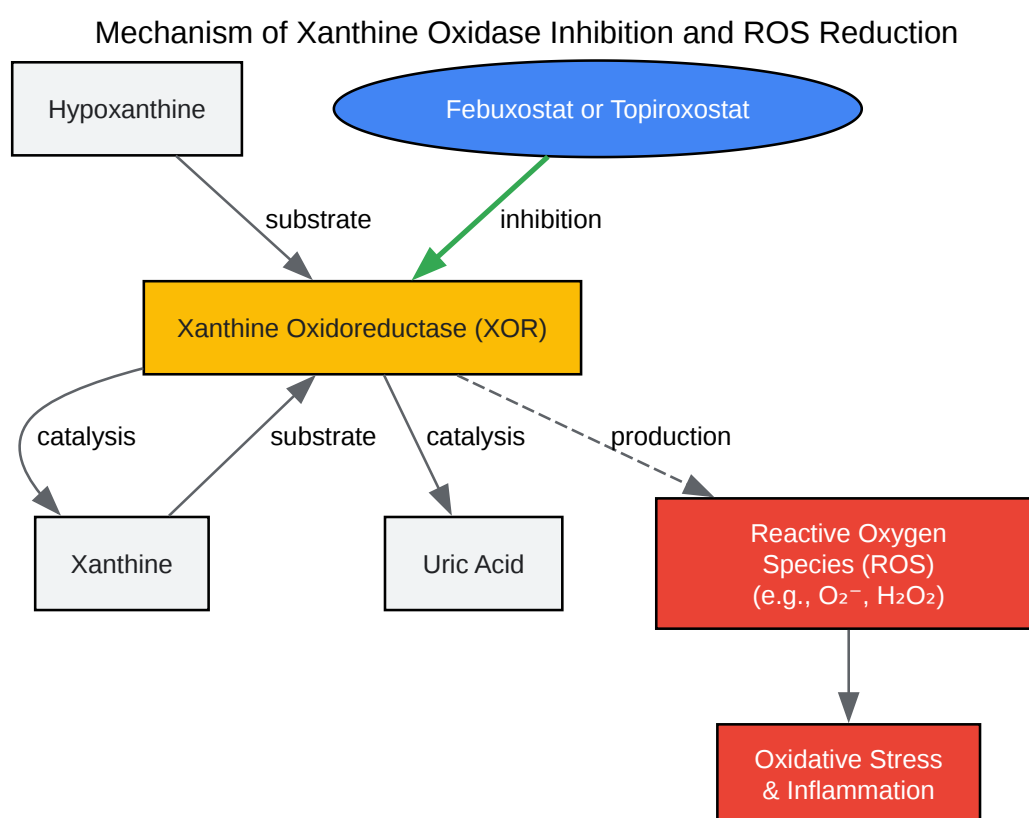 Mechanism of Xanthine Oxidase Inhibition and ROS Reduction
Hypoxanthine
Febuxostat or Topiroxostat
substrate
inhibition
Xanthine Oxidoreductase (XOR)
catalysis
substrate
catalysis
production
Xanthine
Uric Acid
Reactive Oxygen
Species (ROS)
(e.g., O₂⁻, H₂O₂)
Oxidative Stress
& Inflammation